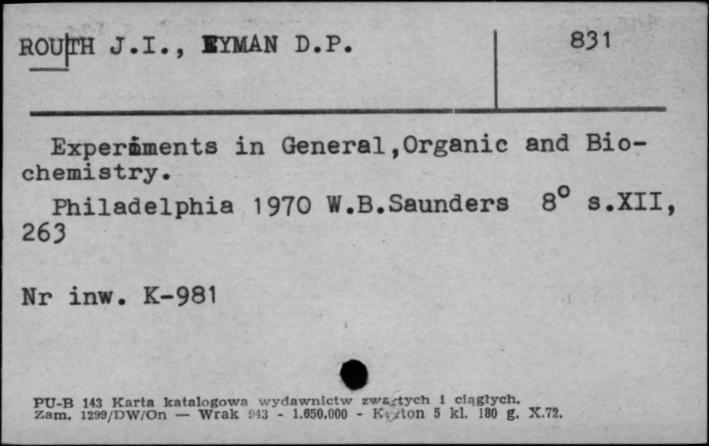 ROUTH J.I., EYMAN D.P. 831
Experiments in General,Organic and Bio-
chemistry.
Philadelphia 1970 W.B.Saunders 8° s.XII,
263
Nr inw. K-981
PU-B 143 Karta katalogowa wydawnictw zwartych i ciągłych.
Zam. 1299/DW/On — Wrak 943 - 1.650.000 - Karton 5 kl. 180 g. X.72.